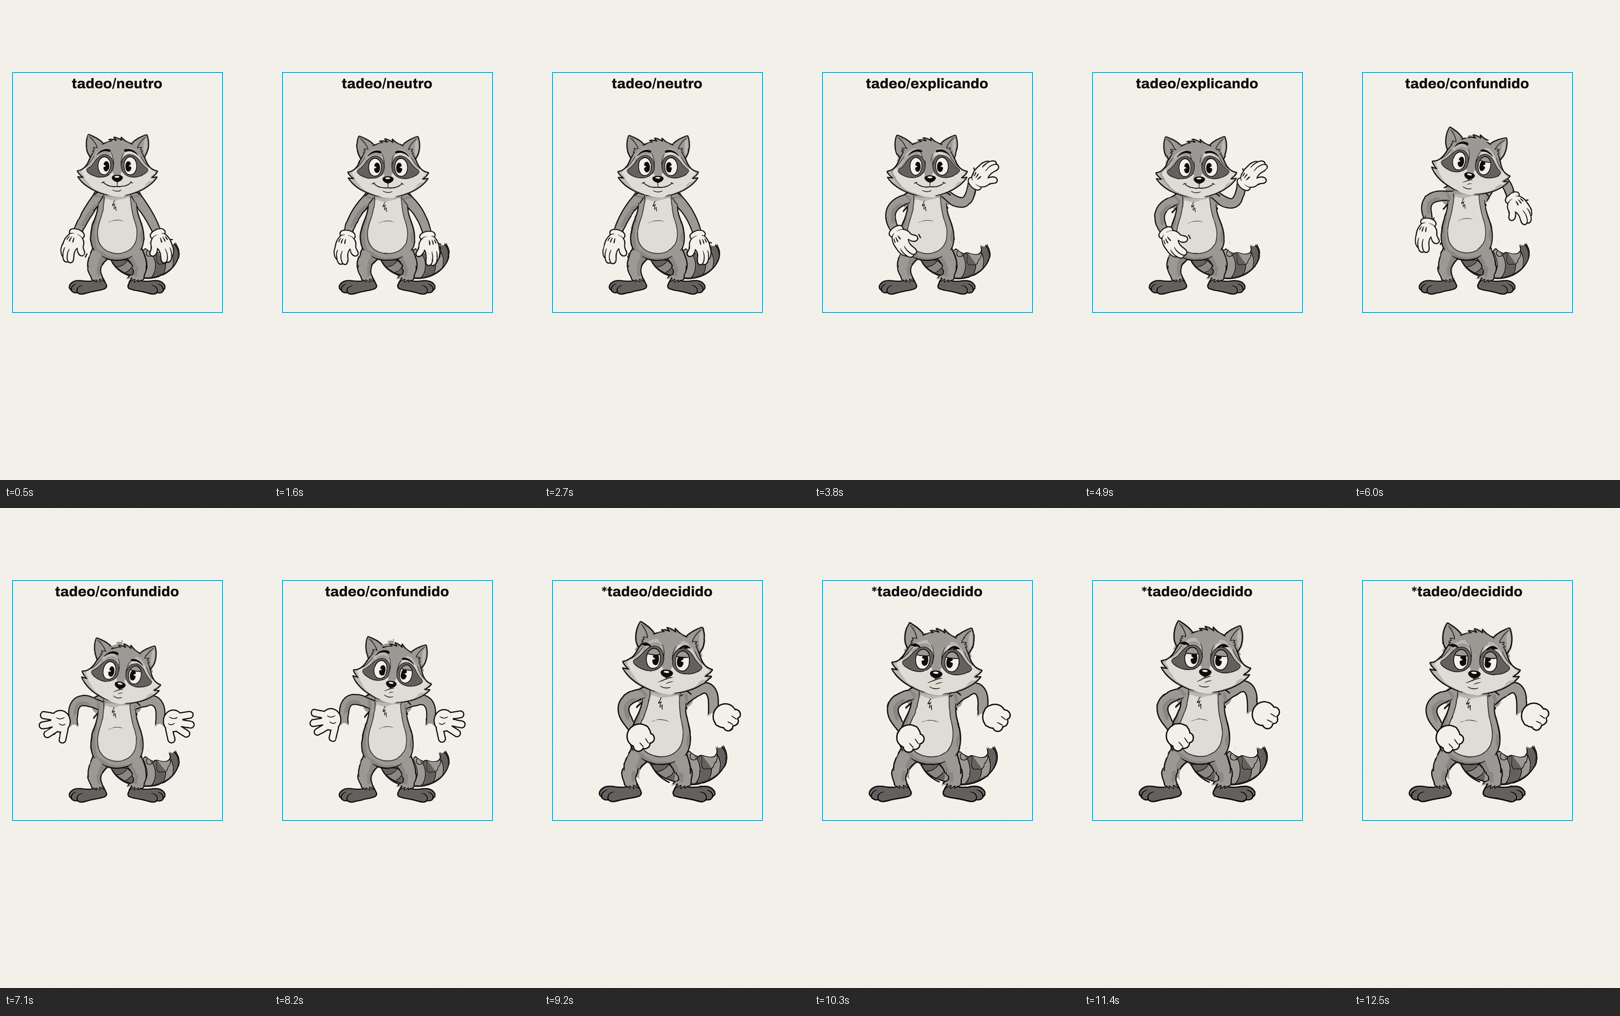 tadeo/neutro
tadeo/neutro
tadeo/neutro
tadeo/explicando
tadeo/explicando
tadeo/confundido
t=0.5s
t=1.6s
t=2.7s
t=3.8s
t=4.9s
t=6.0s
tadeo/confundido
tadeo/confundido
*tadeo/decidido
*tadeo/decidido
*tadeo/decidido
*tadeo/decidido
t=7.1s
t=8.2s
t=9.2s
t=10.3s
t=11.4s
t=12.5s